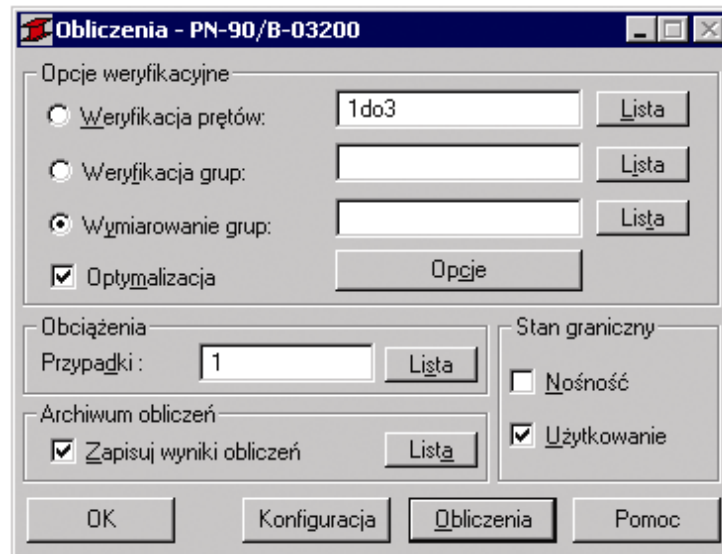 Obliczenia - PN-90/B-03200
Opcje weryfikacyjne
Weryfikacja prętów: 1do3 Lista
Weryfikacja grup: Lista
Wymiarowanie grup: Lista
Optymalizacja Opcje
Obciążenia Stan graniczny
Przypadki : 1 Lista
Nośność
Archiwum obliczeń
Zapisuj wyniki obliczeń Lista Użytkowanie
OK Konfiguracja Obliczenia Pomoc